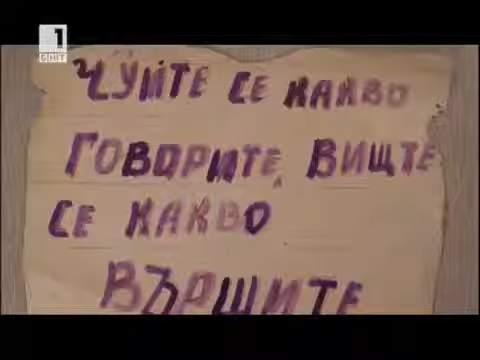 1
БНТ
ЧУЙТЕ СЕ КАКВО
ГОВОРИТЕ, ВИЩТЕ
СЕ КАКВО
ВЪРШИТЕ